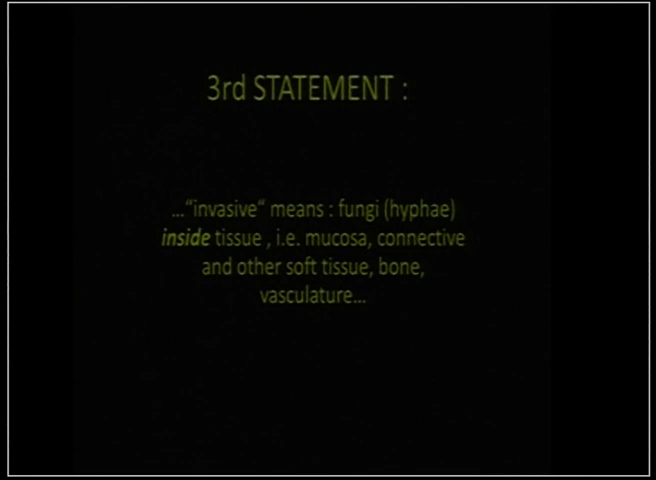 3rd STATEMENT :
..."invasive" means : fungi (hyphae)
inside tissue , i.e. mucosa, connective
and other soft tissue, bone,
vasculature...